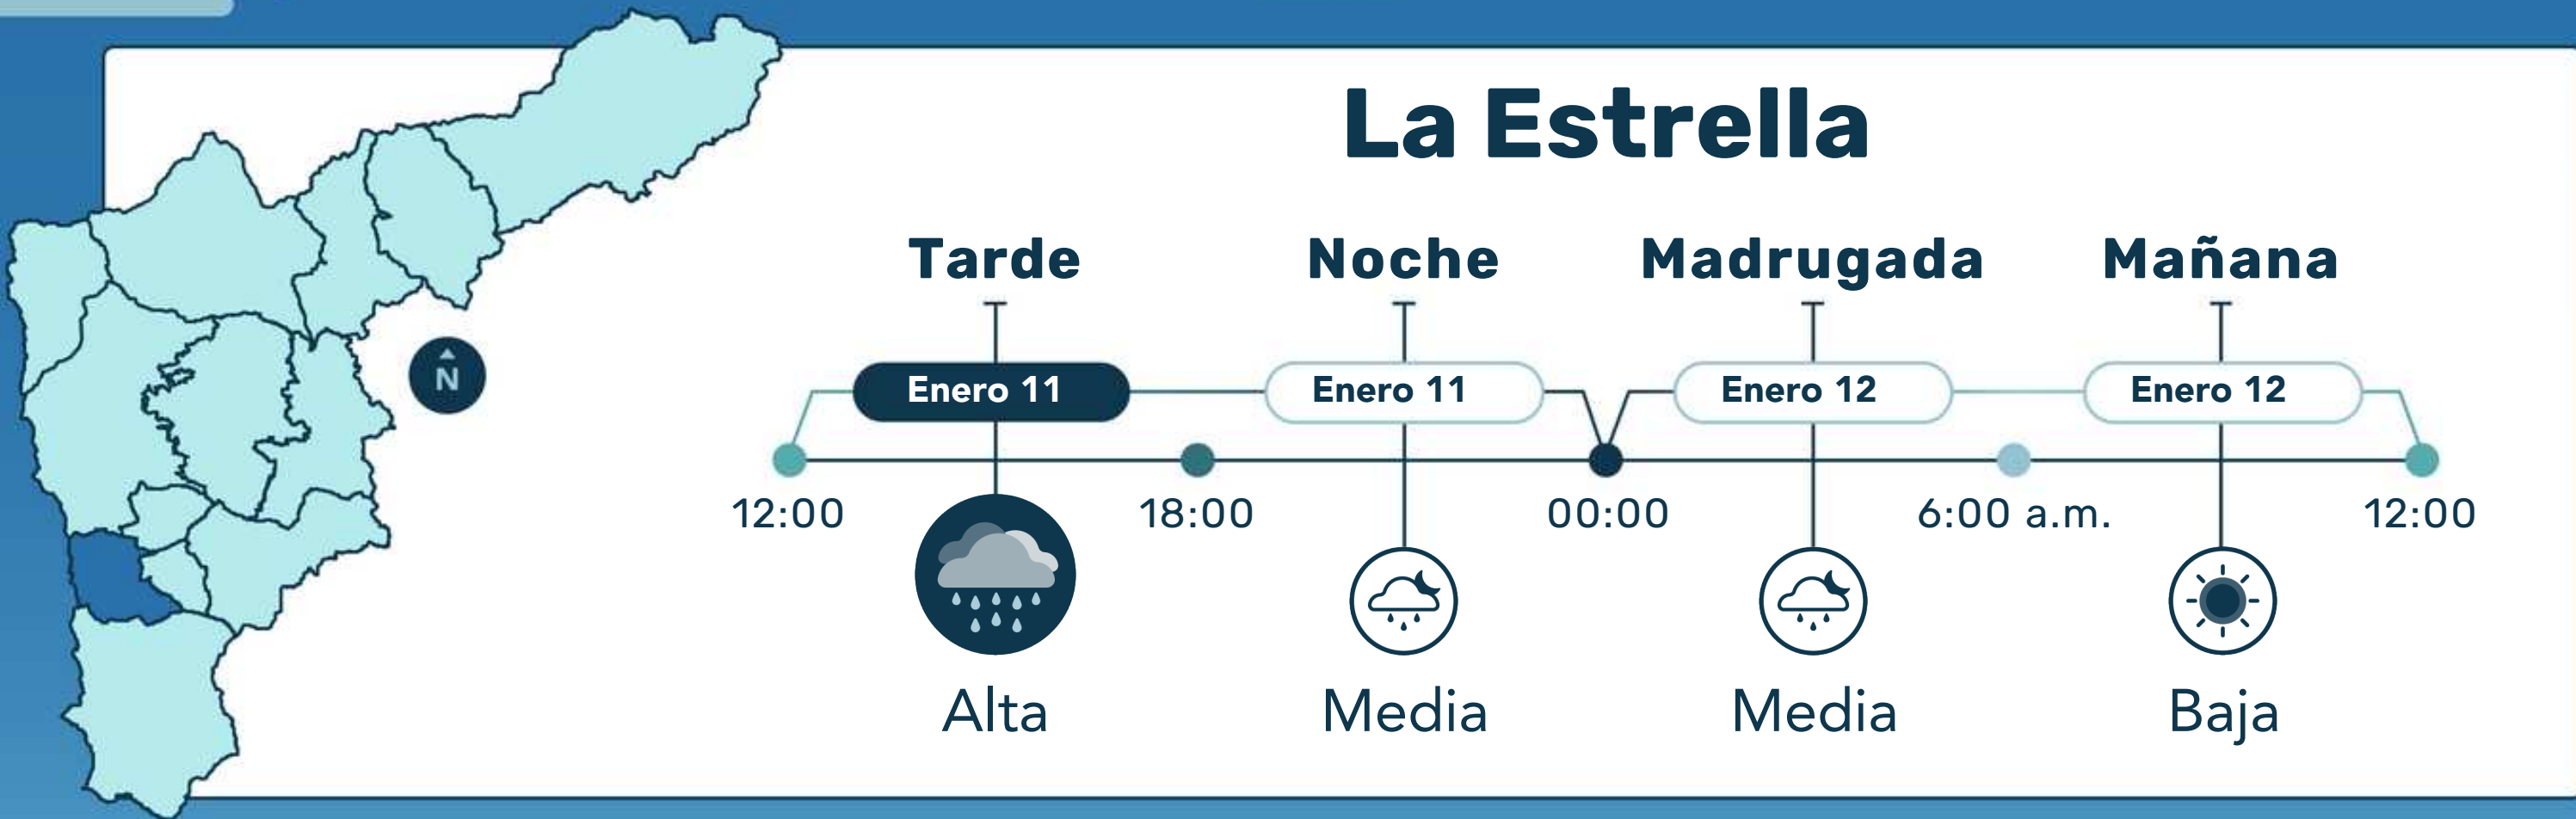 La Estrella
Tarde Noche Madrugada Mañana
N
Enero 11 Enero 11 Enero 12 Enero 12
12:00 18:00 00:00 6:00 a.m. 12:00
Alta Media Media Baja